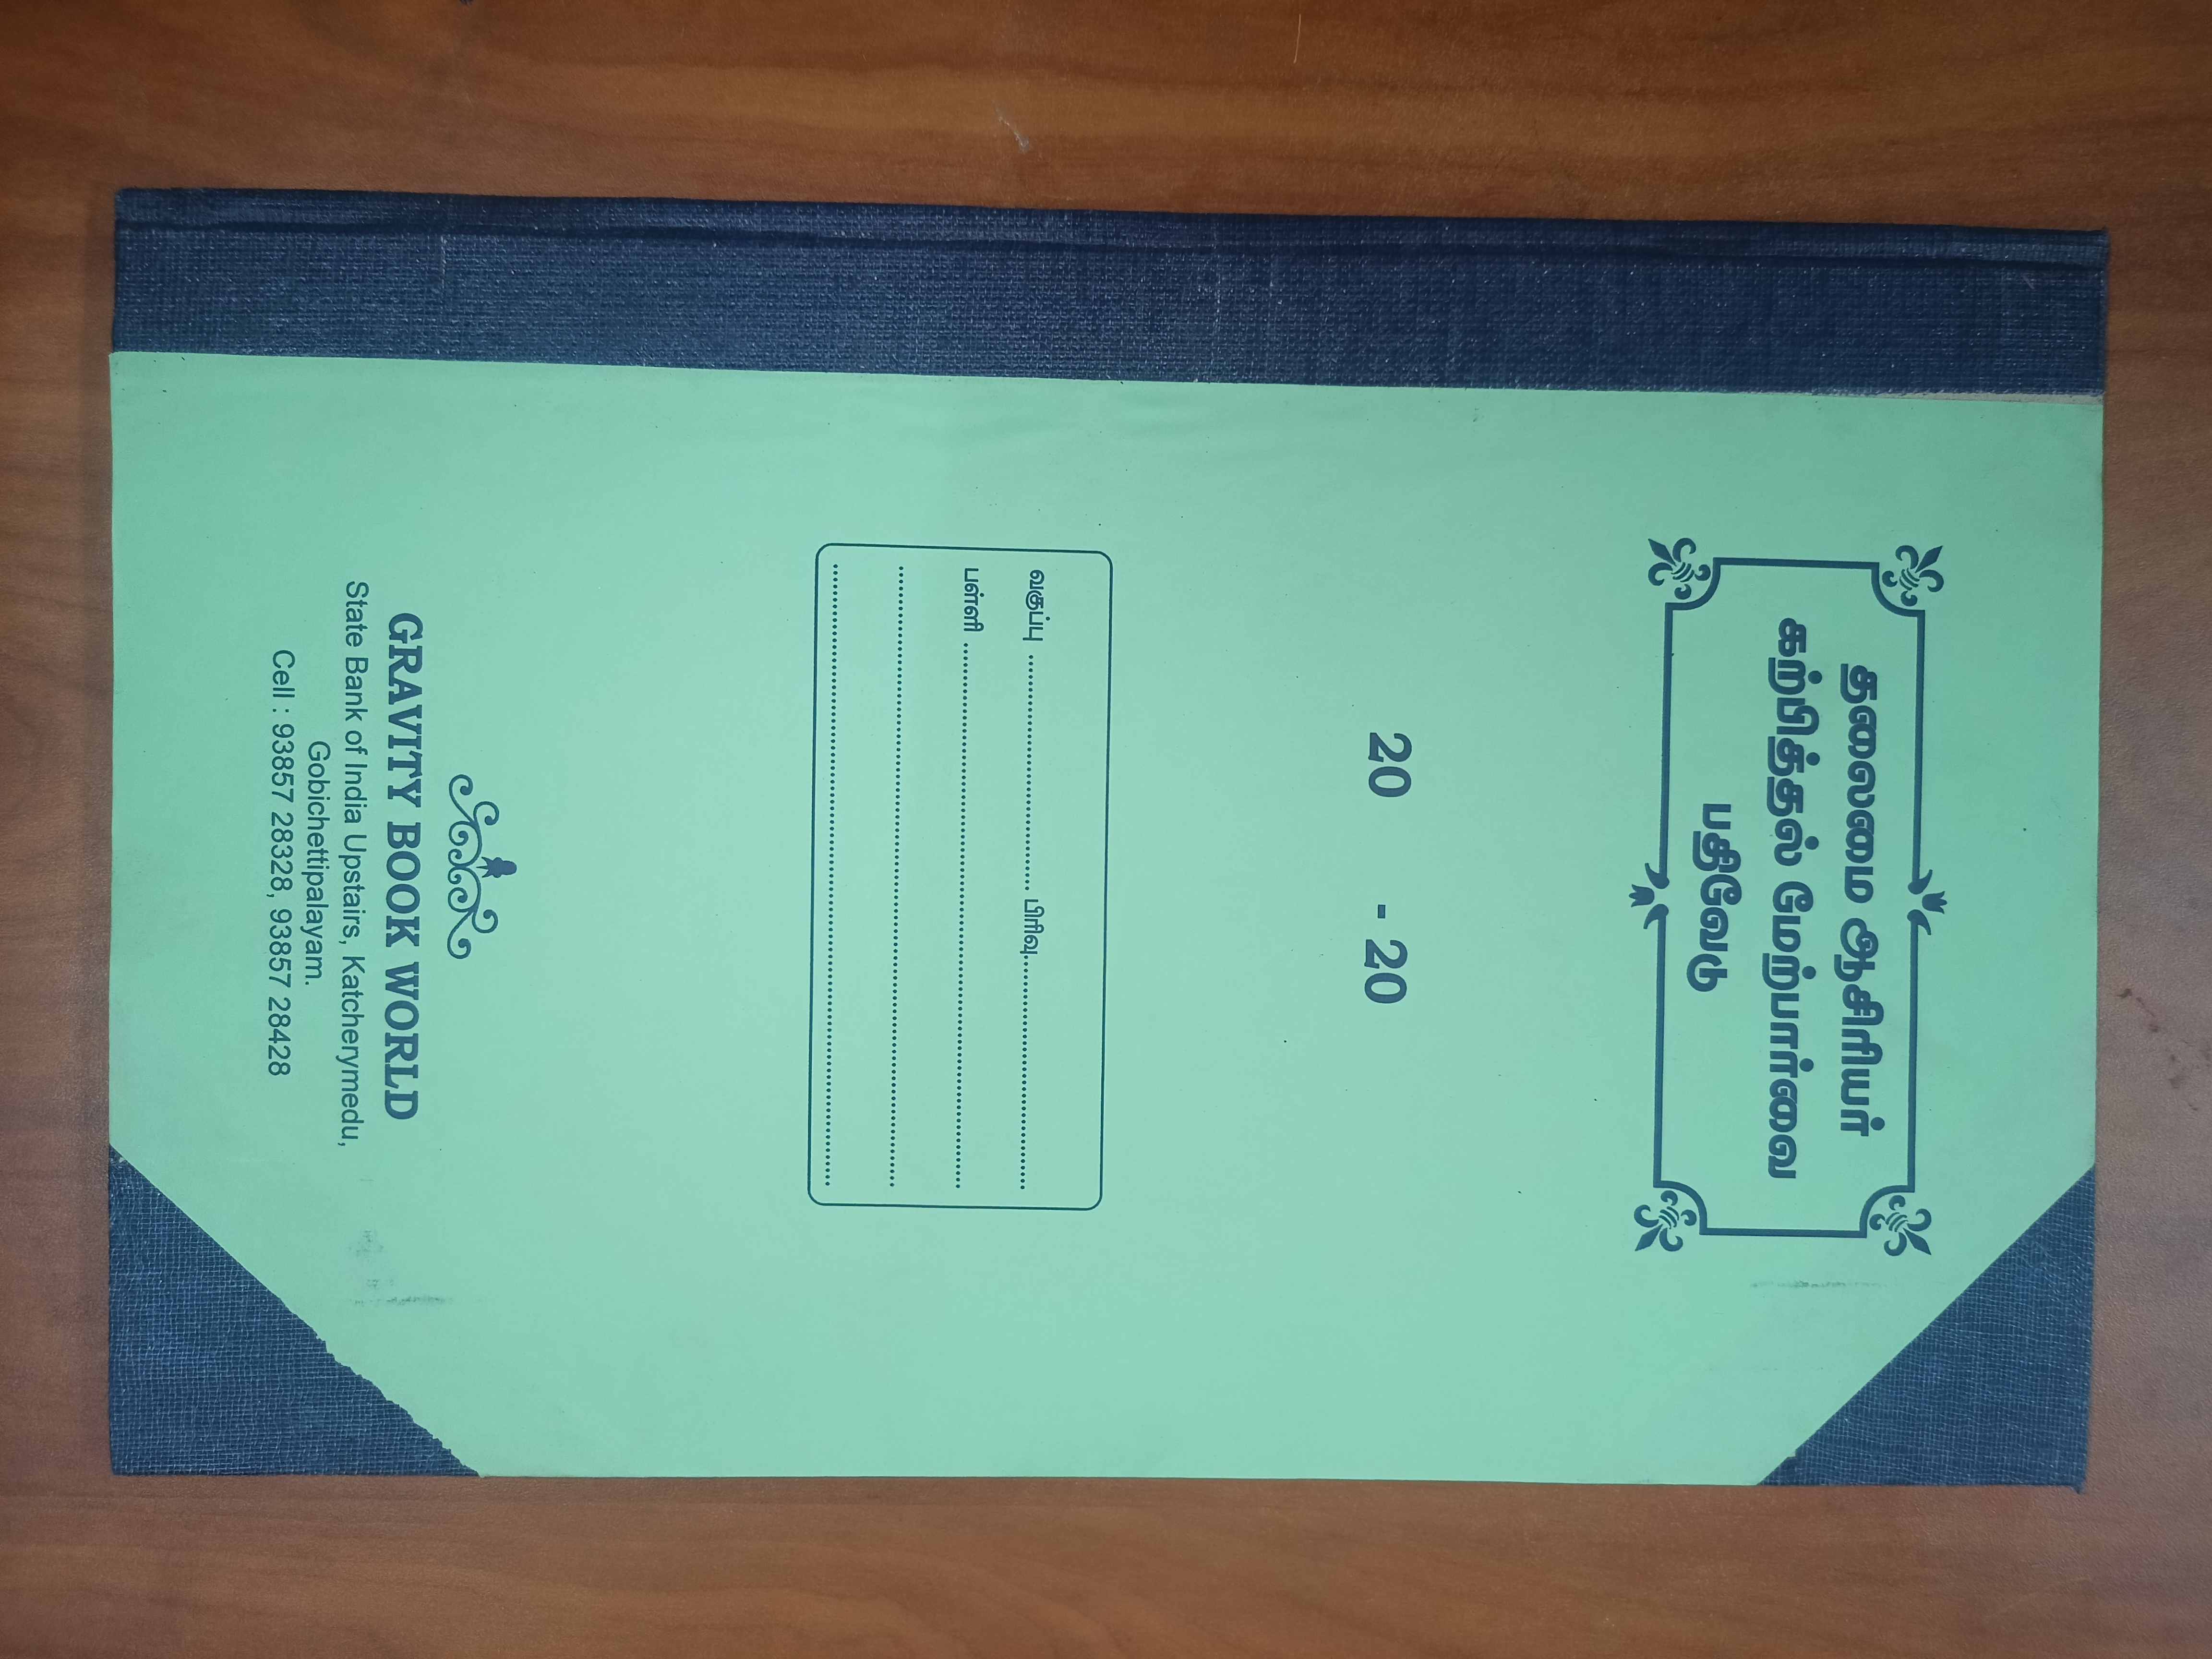 தலைமை ஆசிரியர்
கற்பித்தல் மேற்பார்வை
பதிவேடு
20 - 20
வகுப்பு .................................... பிரிவு....................................
பள்ளி ....................................................................................
................................................................................................
................................................................................................
GRAVITY BOOK WORLD
State Bank of India Upstairs, Katcherymedu,
Gobichettipalayam.
Cell : 93857 28328, 93857 28428